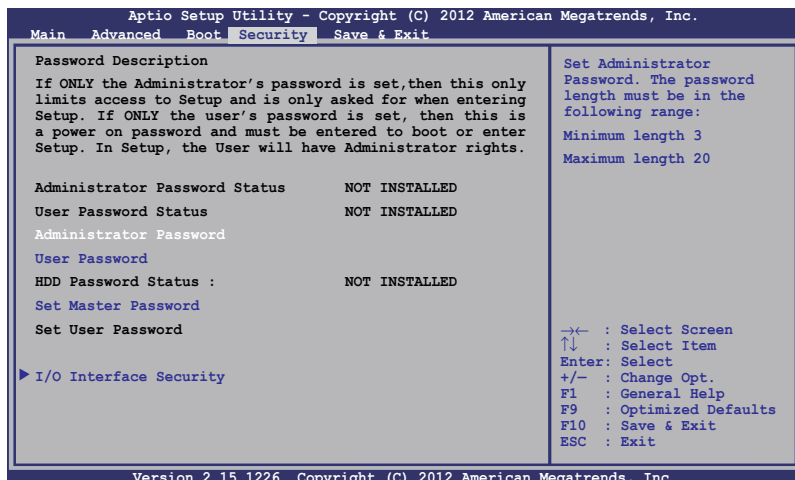 Aptio Setup Utility - Copyright (C) 2012 American Megatrends, Inc.
Main Advanced Boot Security Save & Exit
Password Description
If ONLY the Administrator's password is set,then this only
limits access to Setup and is only asked for when entering
Setup. If ONLY the user's password is set, then this is
a power on password and must be entered to boot or enter
Setup. In Setup, the User will have Administrator rights.
Administrator Password Status NOT INSTALLED
User Password Status NOT INSTALLED
Administrator Password
User Password
HDD Password Status : NOT INSTALLED
Set Master Password
Set User Password
I/O Interface Security
Set Administrator
Password. The password
length must be in the
following range:
Minimum length 3
Maximum length 20
→← : Select Screen
↑↓ : Select Item
Enter: Select
+/— : Change Opt.
F1 : General Help
F9 : Optimized Defaults
F10 : Save & Exit
ESC : Exit
Version 2.15.1226. Copyright (C) 2012 American Megatrends, Inc.